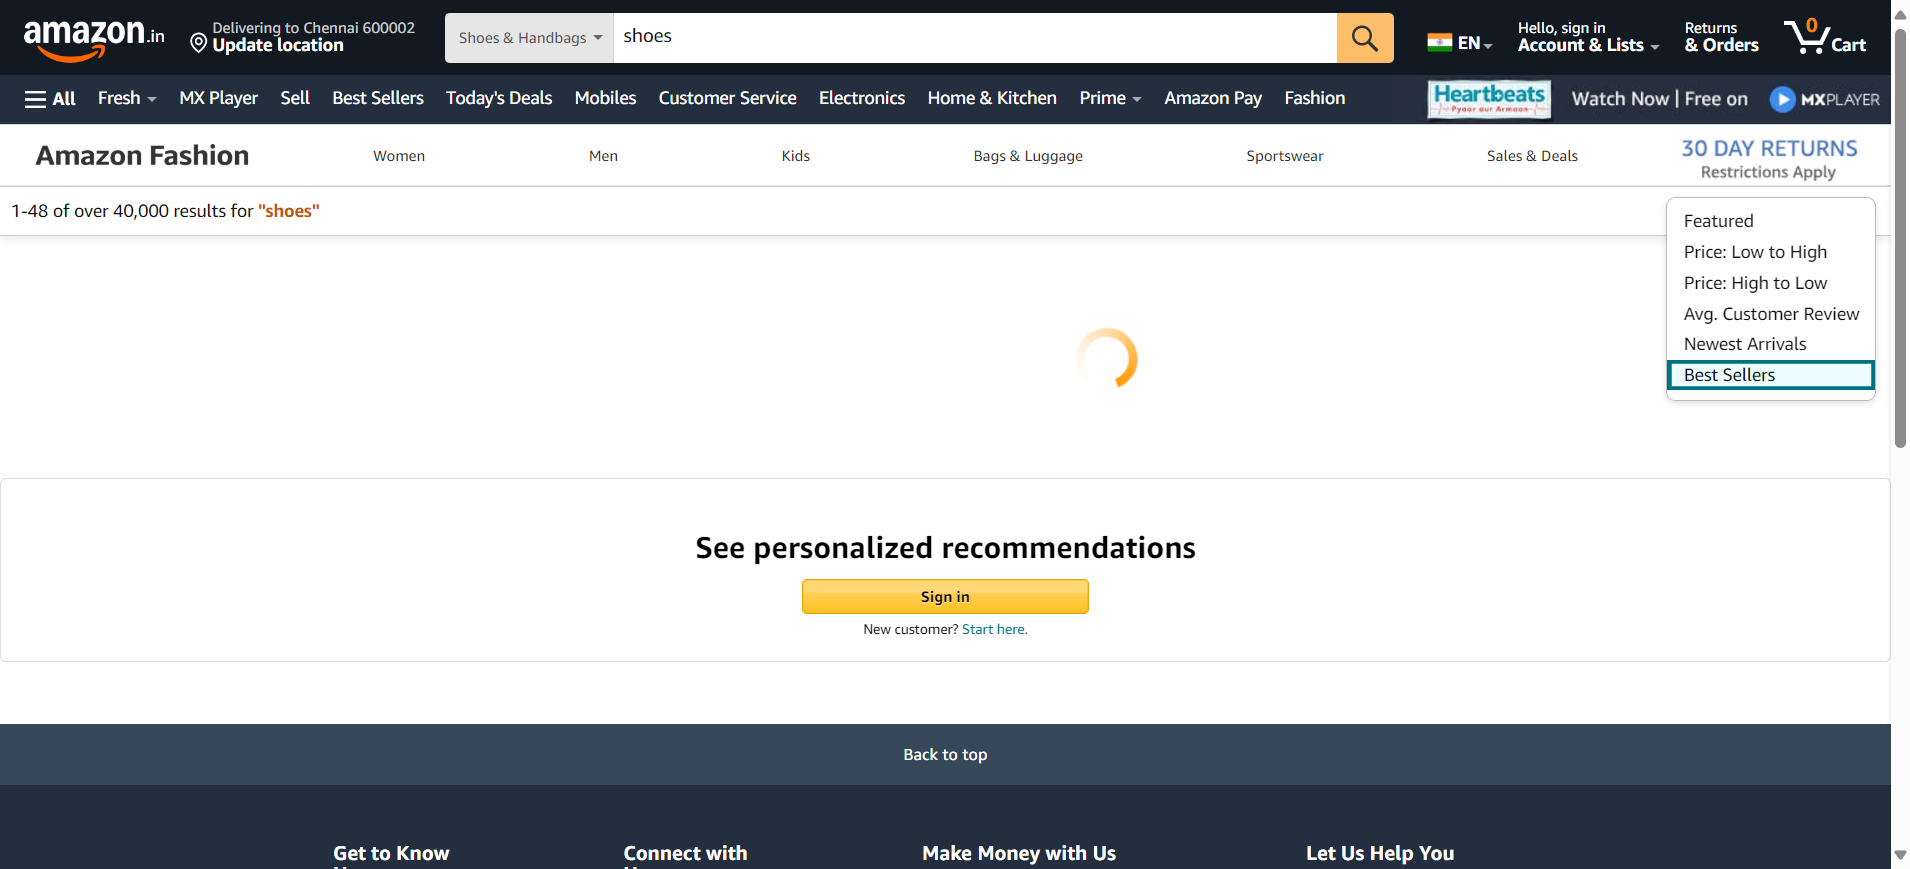 amazon.in
Delivering to Chennai 600002
Update location
Shoes & Handbags
shoes
EN
Hello, sign in
Account & Lists
Returns
& Orders
0
Cart
All
Fresh
MX Player
Sell
Best Sellers
Today's Deals
Mobiles
Customer Service
Electronics
Home & Kitchen
Prime
Amazon Pay
Fashion
Heartbeats
Pyaar aur Armaan
Watch Now | Free on
MXPLAYER
Amazon Fashion
Women
Men
Kids
Bags & Luggage
Sportswear
Sales & Deals
30 DAY RETURNS
Restrictions Apply
1-48 of over 40,000 results for "shoes"
Featured
Price: Low to High
Price: High to Low
Avg. Customer Review
Newest Arrivals
Best Sellers
See personalized recommendations
Sign in
New customer? Start here.
Back to top
Get to Know
Connect with
Make Money with Us
Let Us Help You